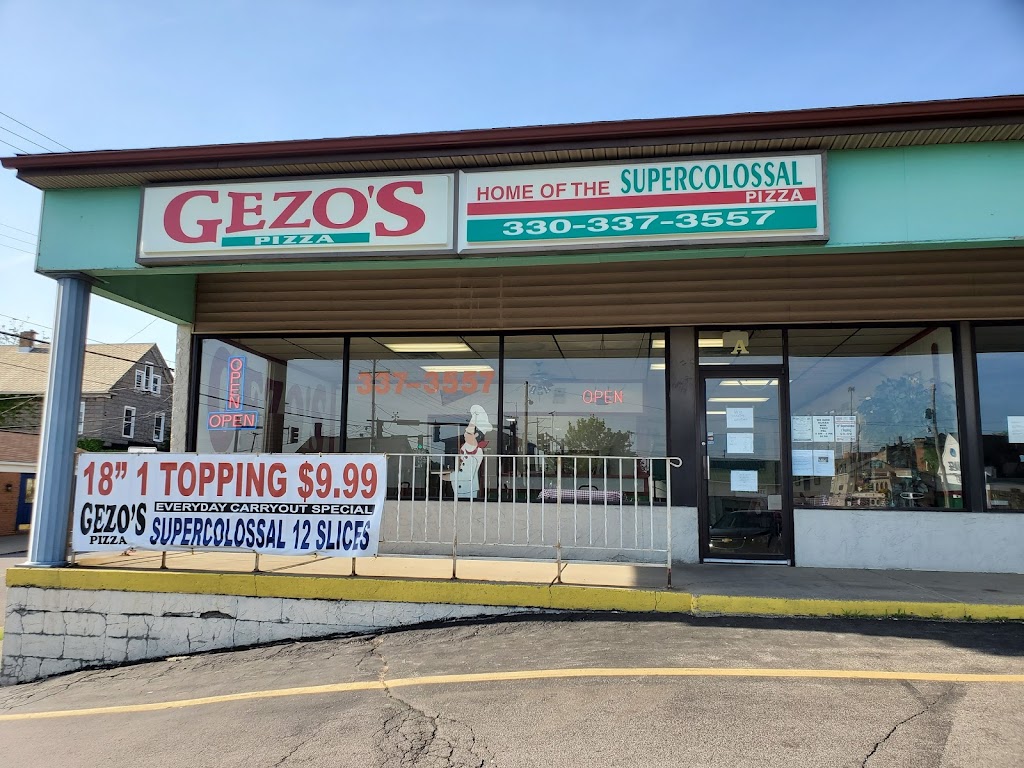 GEZO'S
PIZZA
HOME OF THE SUPERCOLOSSAL
PIZZA
330-337-3557
A
337-3557
OPEN
OPEN
OPEN
18" 1 TOPPING $9.99
EVERYDAY CARRYOUT SPECIAL
GEZO'S
PIZZA
SUPERCOLOSSAL 12 SLICES